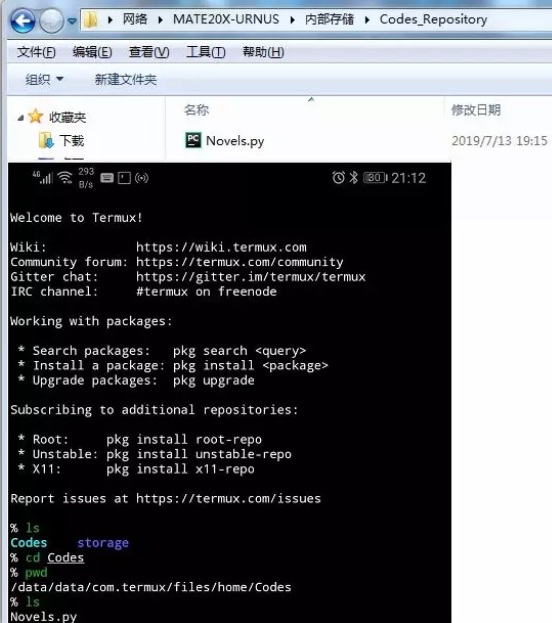 网络 MATE20X-URNUS 内部存储 Codes_Repository
文件(F) 编辑(E) 查看(V) 工具(T) 帮助(H)
组织 新建文件夹
收藏夹 名称 修改日期
下载 Novels.py 2019/7/13 19:15
46 293 B/s 80 21:12
Welcome to Termux!
Wiki: https://wiki.termux.com
Community forum: https://termux.com/community
Gitter chat: https://gitter.im/termux/termux
IRC channel: #termux on freenode
Working with packages:
* Search packages: pkg search <query>
* Install a package: pkg install <package>
* Upgrade packages: pkg upgrade
Subscribing to additional repositories:
* Root: pkg install root-repo
* Unstable: pkg install unstable-repo
* X11: pkg install x11-repo
Report issues at https://termux.com/issues
% ls
Codes storage
% cd Codes
% pwd
/data/data/com.termux/files/home/Codes
% ls
Novels.py